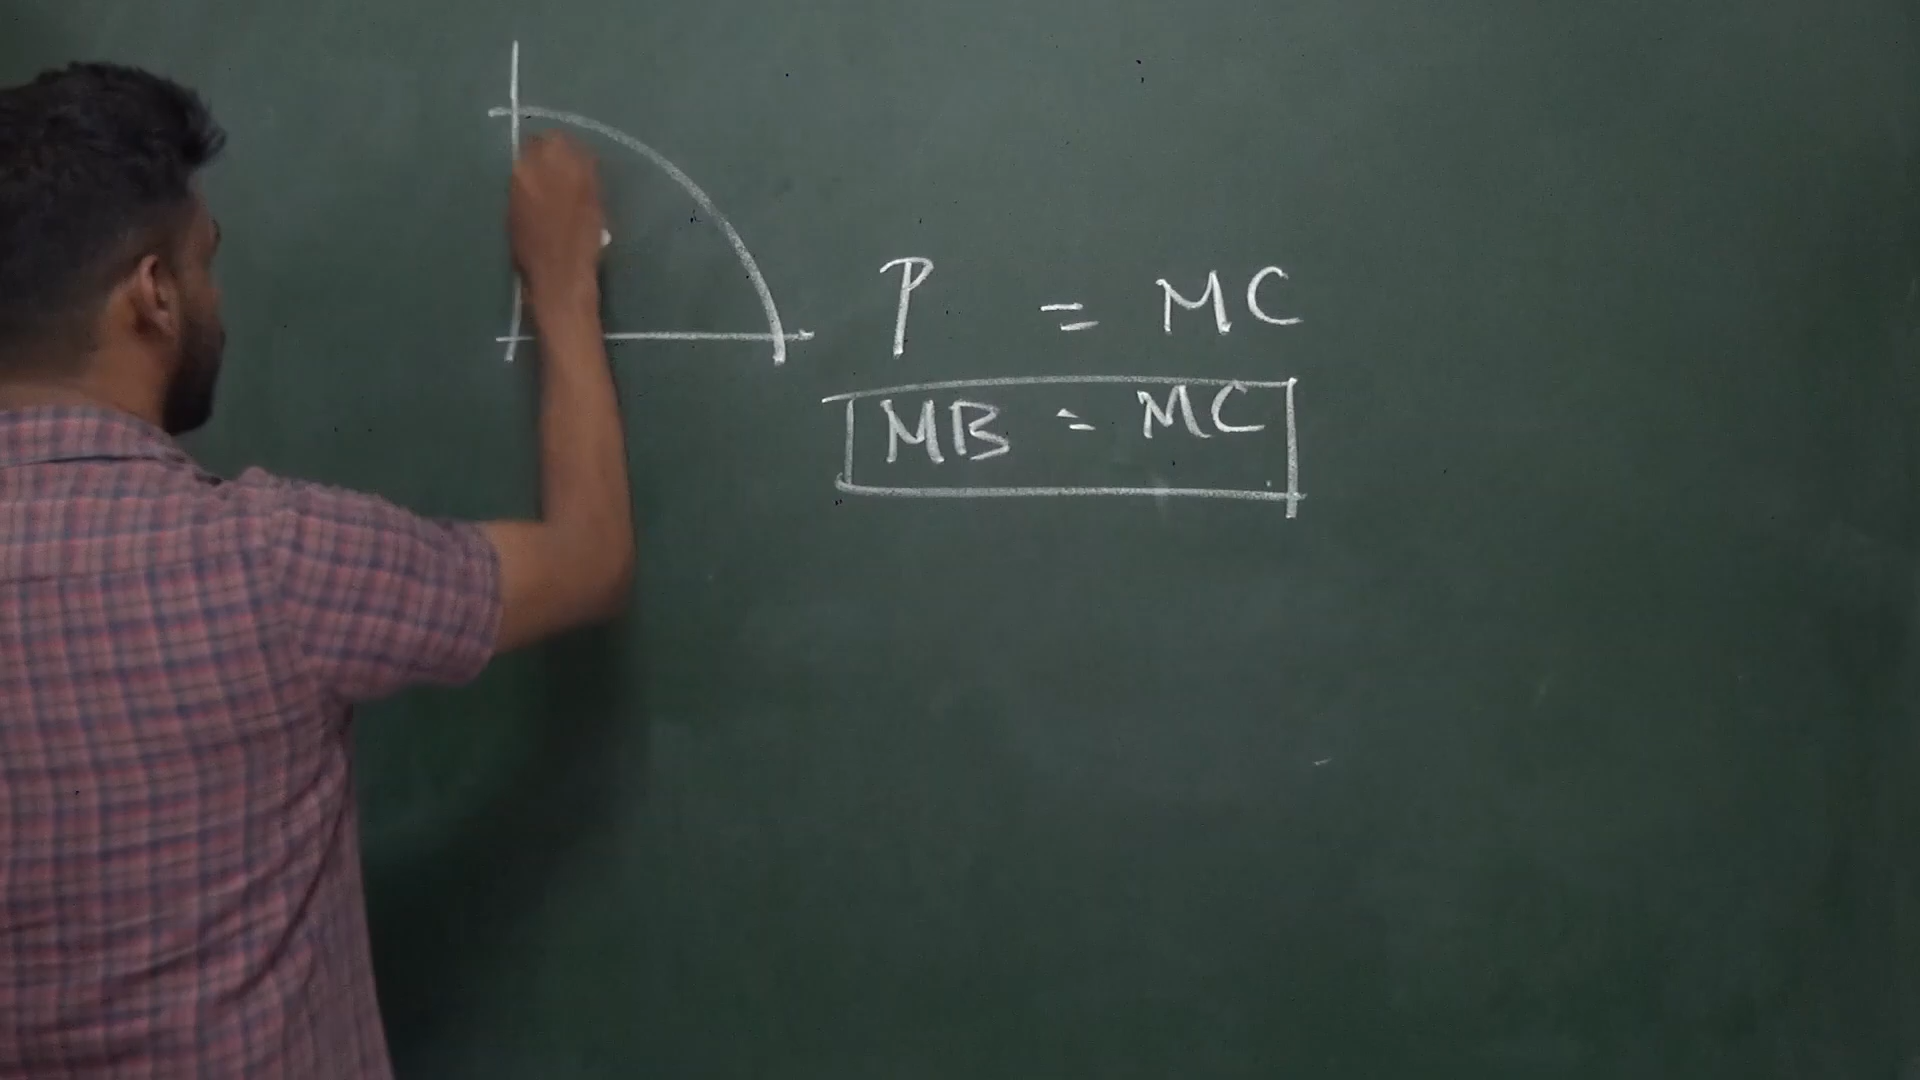 P = MC
MB = MC